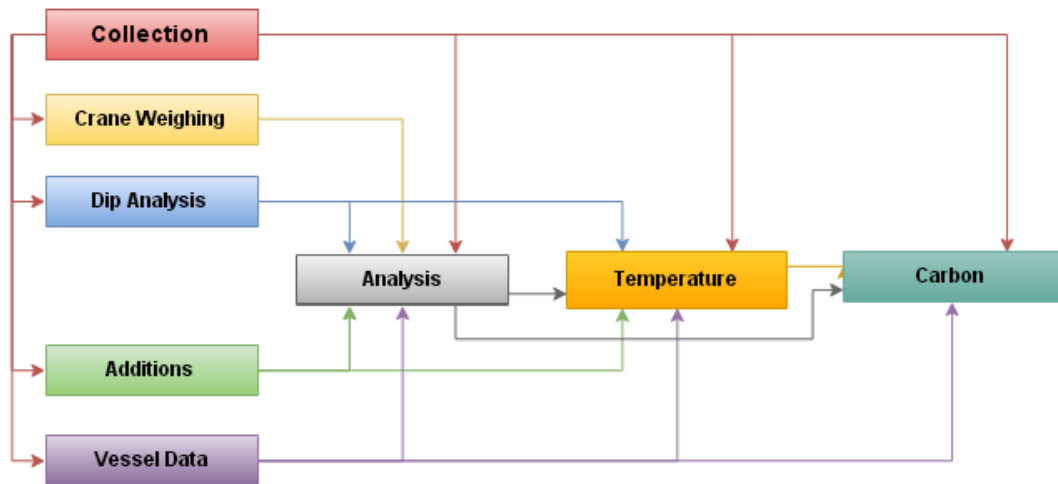 Collection
Crane Weighing
Dip Analysis
Analysis
Temperature
Carbon
Additions
Vessel Data